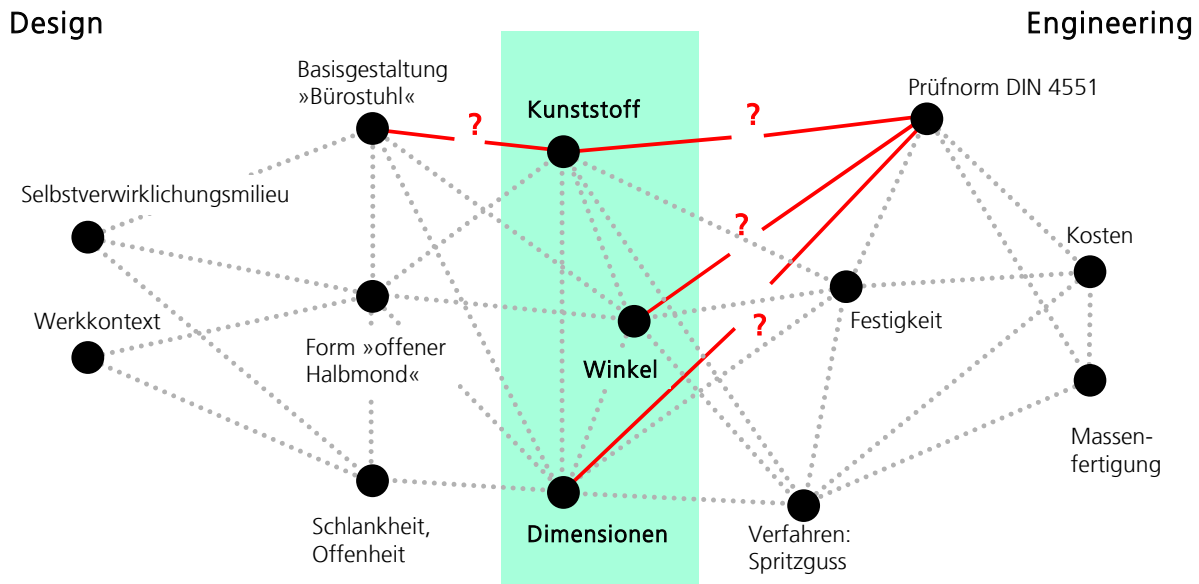 Design
Engineering
Basisgestaltung
»Bürostuhl«
Kunststoff
?
?
Prüfnorm DIN 4551
Selbstverwirklichungsmilieu
?
Kosten
Werkkontext
Form »offener
Halbmond«
Winkel
?
Festigkeit
Massen-
fertigung
Schlankheit,
Offenheit
Dimensionen
Verfahren:
Spritzguss